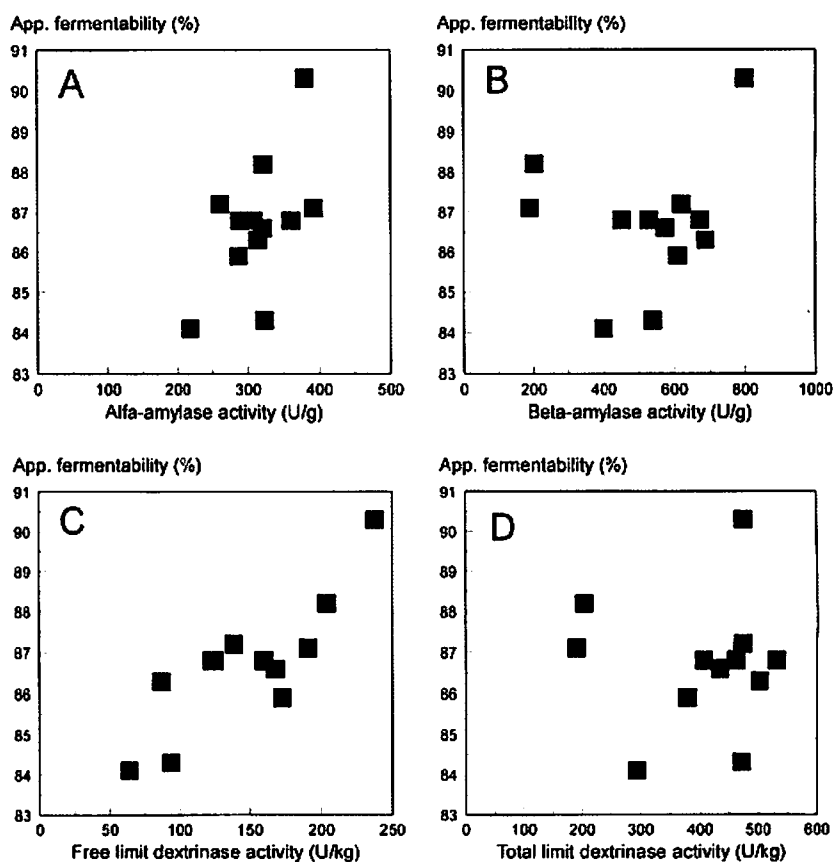 App. fermentability (%)
91
90
89
88
87
86
85
84
83
A
0 100 200 300 400 500
Alfa-amylase activity (U/g)
App. fermentability (%)
91
90
89
88
87
86
85
84
83
B
0 200 400 600 800 1000
Beta-amylase activity (U/g)
App. fermentability (%)
91
90
89
88
87
86
85
84
83
C
0 50 100 150 200 250
Free limit dextrinase activity (U/kg)
App. fermentability (%)
91
90
89
88
87
86
85
84
83
D
0 100 200 300 400 500 600
Total limit dextrinase activity (U/kg)